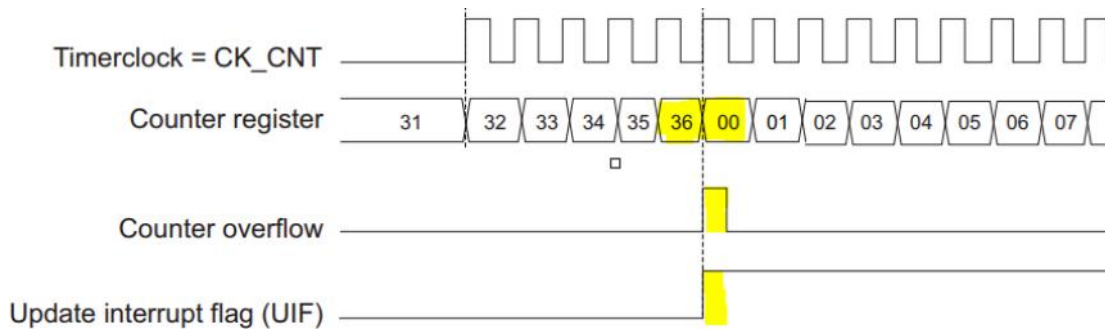 Timerclock = CK_CNT
Counter register 31 32 33 34 35 36 00 01 02 03 04 05 06 07
Counter overflow
Update interrupt flag (UIF)